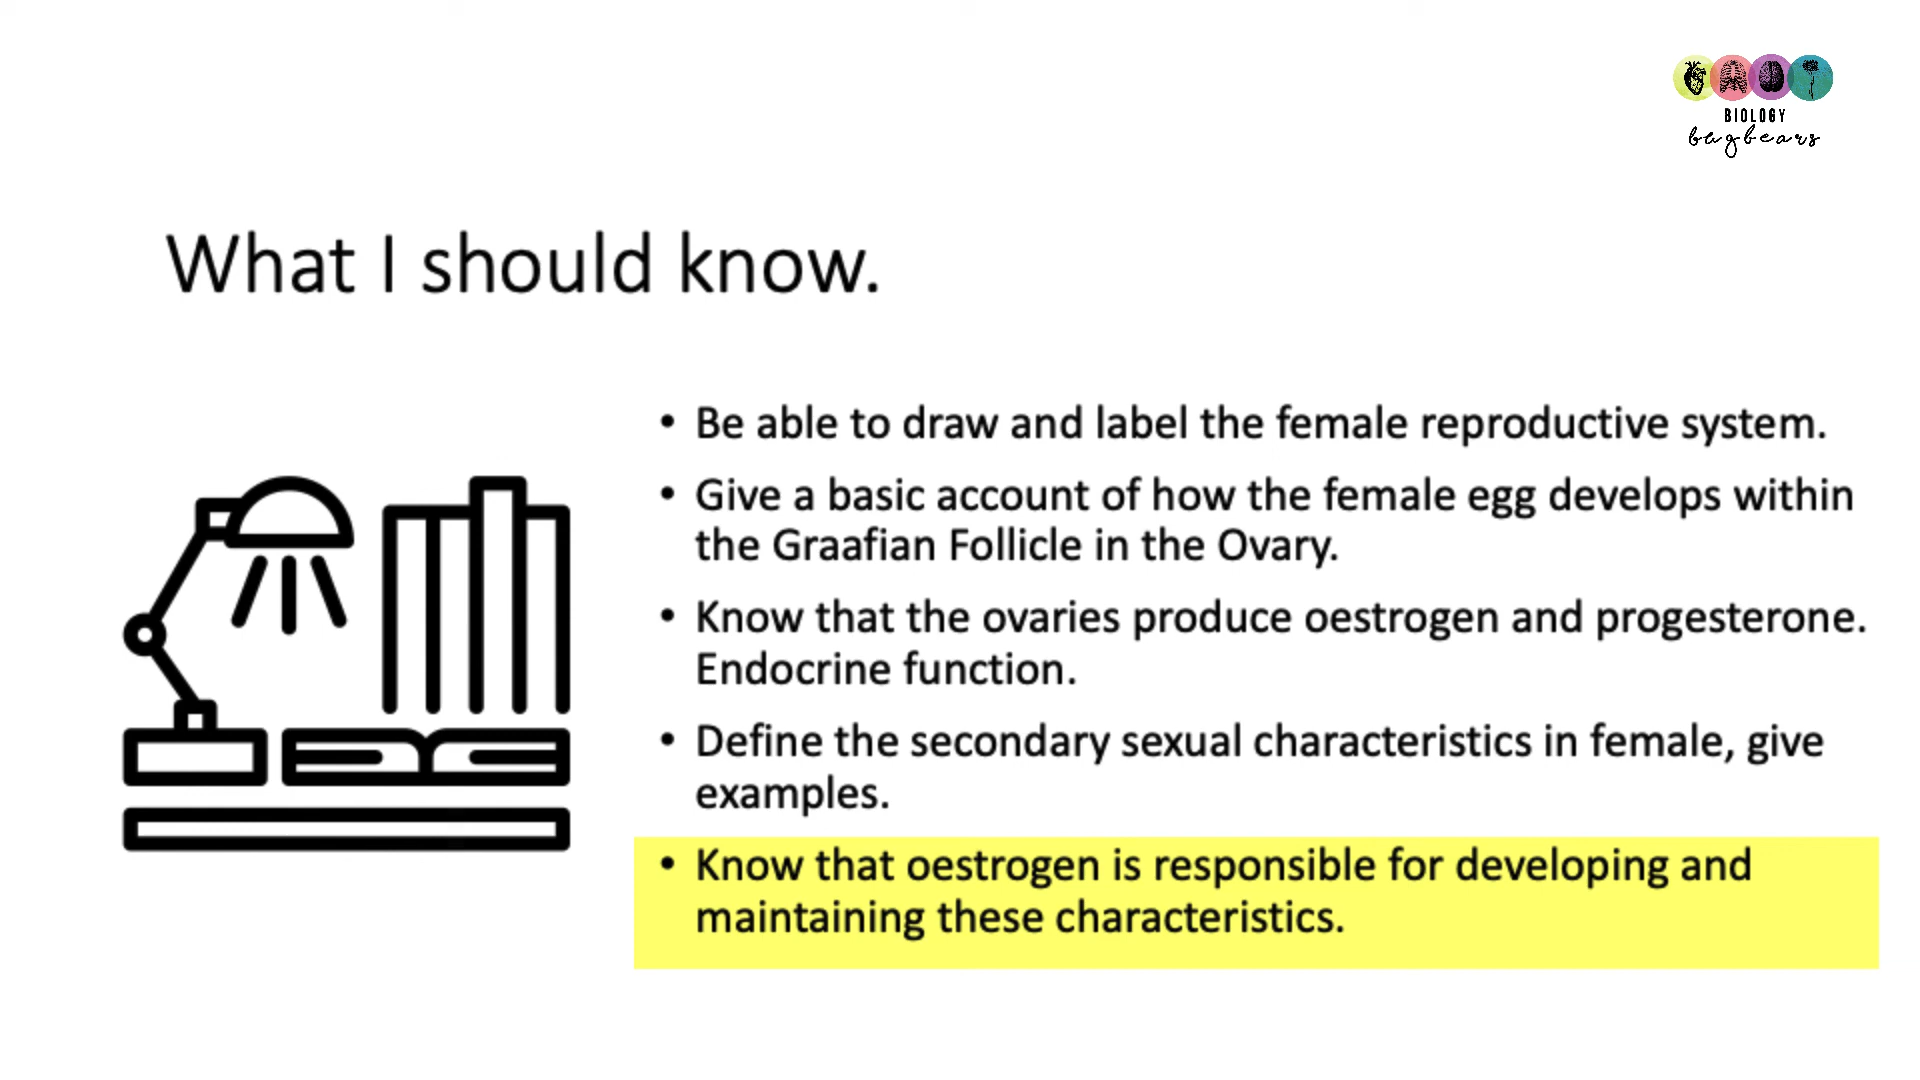 BIOLOGY
bugbears
What I should know.
• Be able to draw and label the female reproductive system.
• Give a basic account of how the female egg develops within
the Graafian Follicle in the Ovary.
• Know that the ovaries produce oestrogen and progesterone.
Endocrine function.
• Define the secondary sexual characteristics in female, give
examples.
• Know that oestrogen is responsible for developing and
maintaining these characteristics.